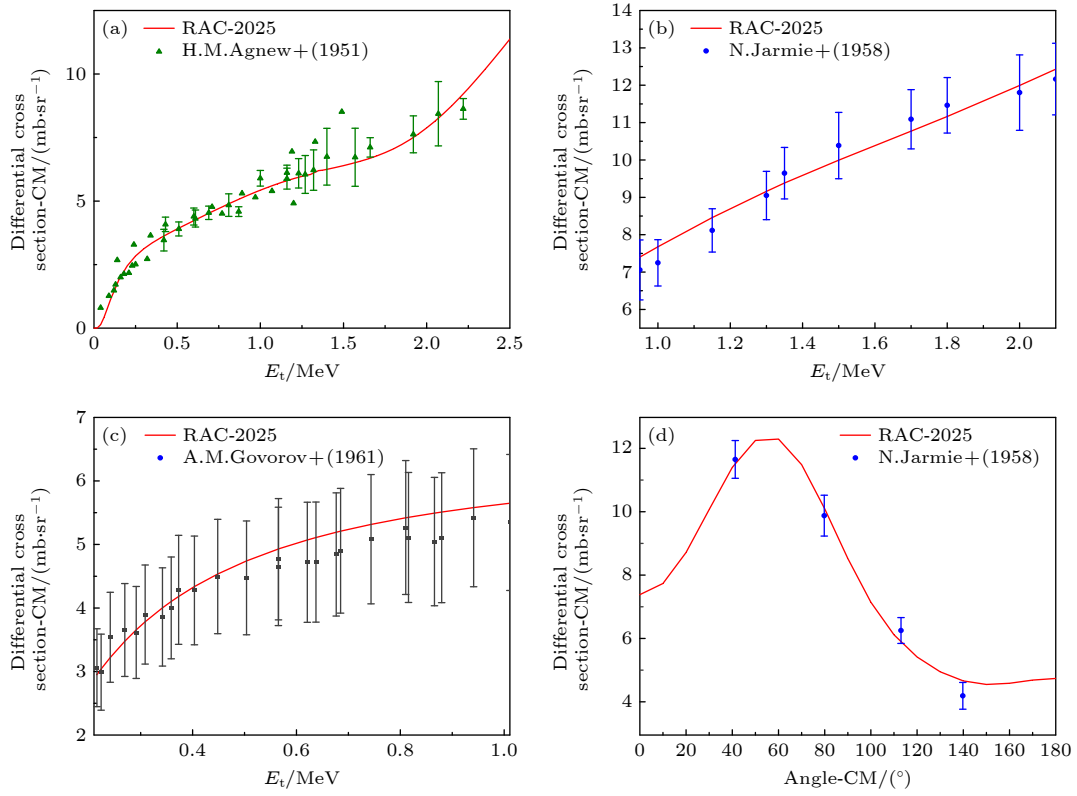 (a)
RAC-2025
H.M.Agnew+(1951)
Differential cross
section-CM/(mb·sr⁻¹)
10
5
0
0 0.5 1.0 1.5 2.0 2.5
Eₜ/MeV
(b)
RAC-2025
N.Jarmie+(1958)
Differential cross
section-CM/(mb·sr⁻¹)
14
13
12
11
10
9
8
7
6
1.0 1.2 1.4 1.6 1.8 2.0
Eₜ/MeV
(c)
RAC-2025
A.M.Govorov+(1961)
Differential cross
section-CM/(mb·sr⁻¹)
7
6
5
4
3
2
0.4 0.6 0.8 1.0
Eₜ/MeV
(d)
RAC-2025
N.Jarmie+(1958)
Differential cross
section-CM/(mb·sr⁻¹)
12
10
8
6
4
0 20 40 60 80 100 120 140 160 180
Angle-CM/(°)